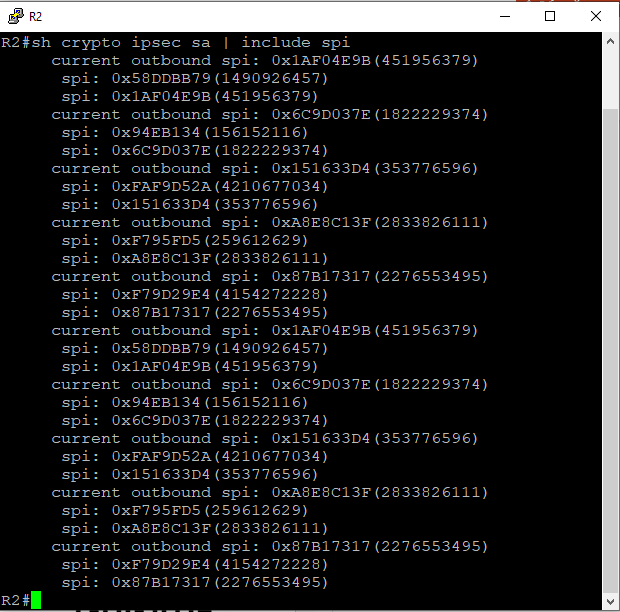 R2
R2#sh crypto ipsec sa | include spi
current outbound spi: 0x1AF04E9B(451956379)
spi: 0x58DDBB79(1490926457)
spi: 0x1AF04E9B(451956379)
current outbound spi: 0x6C9D037E(1822229374)
spi: 0x94EB134(156152116)
spi: 0x6C9D037E(1822229374)
current outbound spi: 0x151633D4(353776596)
spi: 0xFAF9D52A(4210677034)
spi: 0x151633D4(353776596)
current outbound spi: 0xA8E8C13F(2833826111)
spi: 0xF795FD5(259612629)
spi: 0xA8E8C13F(2833826111)
current outbound spi: 0x87B17317(2276553495)
spi: 0xF79D29E4(4154272228)
spi: 0x87B17317(2276553495)
current outbound spi: 0x1AF04E9B(451956379)
spi: 0x58DDBB79(1490926457)
spi: 0x1AF04E9B(451956379)
current outbound spi: 0x6C9D037E(1822229374)
spi: 0x94EB134(156152116)
spi: 0x6C9D037E(1822229374)
current outbound spi: 0x151633D4(353776596)
spi: 0xFAF9D52A(4210677034)
spi: 0x151633D4(353776596)
current outbound spi: 0xA8E8C13F(2833826111)
spi: 0xF795FD5(259612629)
spi: 0xA8E8C13F(2833826111)
current outbound spi: 0x87B17317(2276553495)
spi: 0xF79D29E4(4154272228)
spi: 0x87B17317(2276553495)
R2#